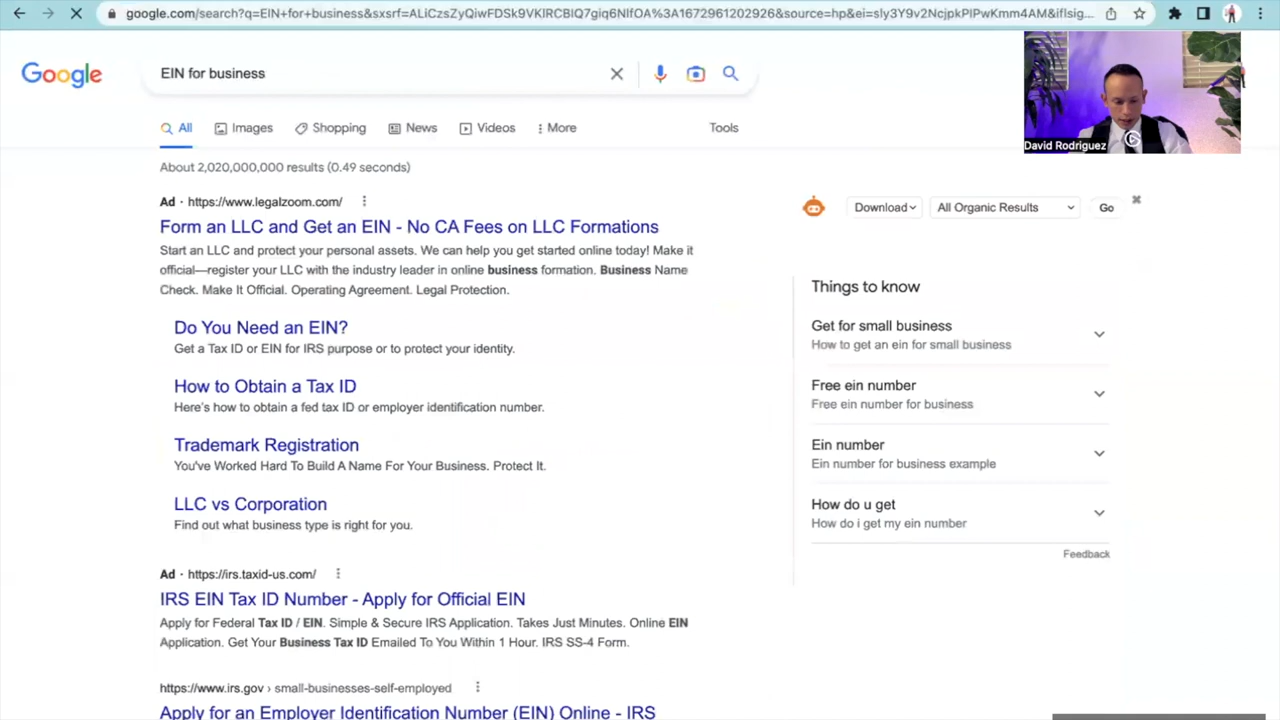 google.com/search?q=EIN+for+business&sxsrf=ALiCzsZyQiwFDSk9VKlRCBIQ7giq6NlfOA%3A1672961202926&source=hp&ei=sly3Y9v2NcjpkPIPwKmm4AM&iflsig...
Google
EIN for business
All
Images
Shopping
News
Videos
More
Tools
David Rodriguez
About 2,020,000,000 results (0.49 seconds)
Ad · https://www.legalzoom.com/
Form an LLC and Get an EIN - No CA Fees on LLC Formations
Start an LLC and protect your personal assets. We can help you get started online today! Make it
official—register your LLC with the industry leader in online business formation. Business Name
Check. Make It Official. Operating Agreement. Legal Protection.
Do You Need an EIN?
Get a Tax ID or EIN for IRS purpose or to protect your identity.
How to Obtain a Tax ID
Here's how to obtain a fed tax ID or employer identification number.
Trademark Registration
You've Worked Hard To Build A Name For Your Business. Protect It.
LLC vs Corporation
Find out what business type is right for you.
Ad · https://irs.taxid-us.com/
IRS EIN Tax ID Number - Apply for Official EIN
Apply for Federal Tax ID / EIN. Simple & Secure IRS Application. Takes Just Minutes. Online EIN
Application. Get Your Business Tax ID Emailed To You Within 1 Hour. IRS SS-4 Form.
https://www.irs.gov › small-businesses-self-employed
Apply for an Employer Identification Number (EIN) Online - IRS
Download
All Organic Results
Go
Things to know
Get for small business
How to get an ein for small business
Free ein number
Free ein number for business
Ein number
Ein number for business example
How do u get
How do i get my ein number
Feedback